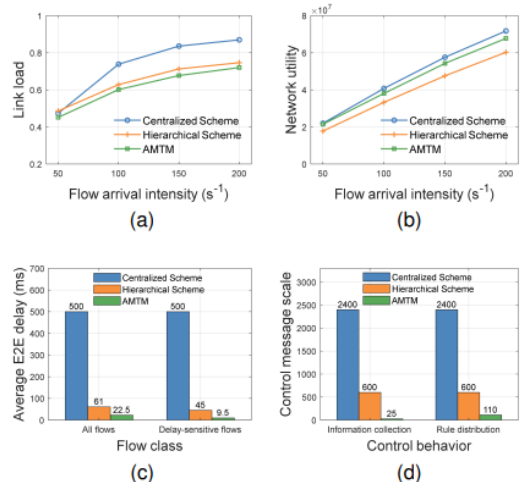 1
0.8
0.6
0.4
0.2
Link load
Centralized Scheme
Hierarchical Scheme
AMTM
50 100 150 200
Flow arrival intensity (s⁻¹)
(a)
8 × 10⁷
6
4
2
0
Network utility
Centralized Scheme
Hierarchical Scheme
AMTM
50 100 150 200
Flow arrival intensity (s⁻¹)
(b)
700
600
500
400
300
200
100
0
Average E2E delay (ms)
Centralized Scheme
Hierarchical Scheme
AMTM
500 500
61 45
22.5 9.5
All flows Delay-sensitive flows
Flow class
(c)
3000
2500
2000
1500
1000
500
0
Control message scale
Centralized Scheme
Hierarchical Scheme
AMTM
2400 2400
600 600
25 110
Information collection Rule distribution
Control behavior
(d)